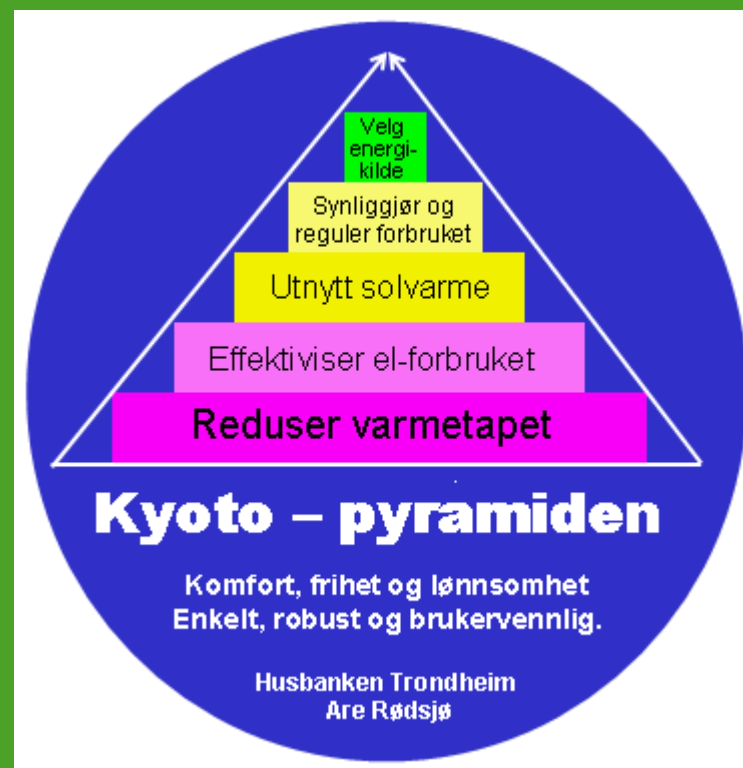 Velg
energi-
kilde
Synliggjør og
reguler forbruket
Utnytt solvarme
Effektiviser el-forbruket
Reduser varmetapet
Kyoto – pyramiden
Komfort, frihet og lønnsomhet
Enkelt, robust og brukervennlig.
Husbanken Trondheim
Are Rødsjø